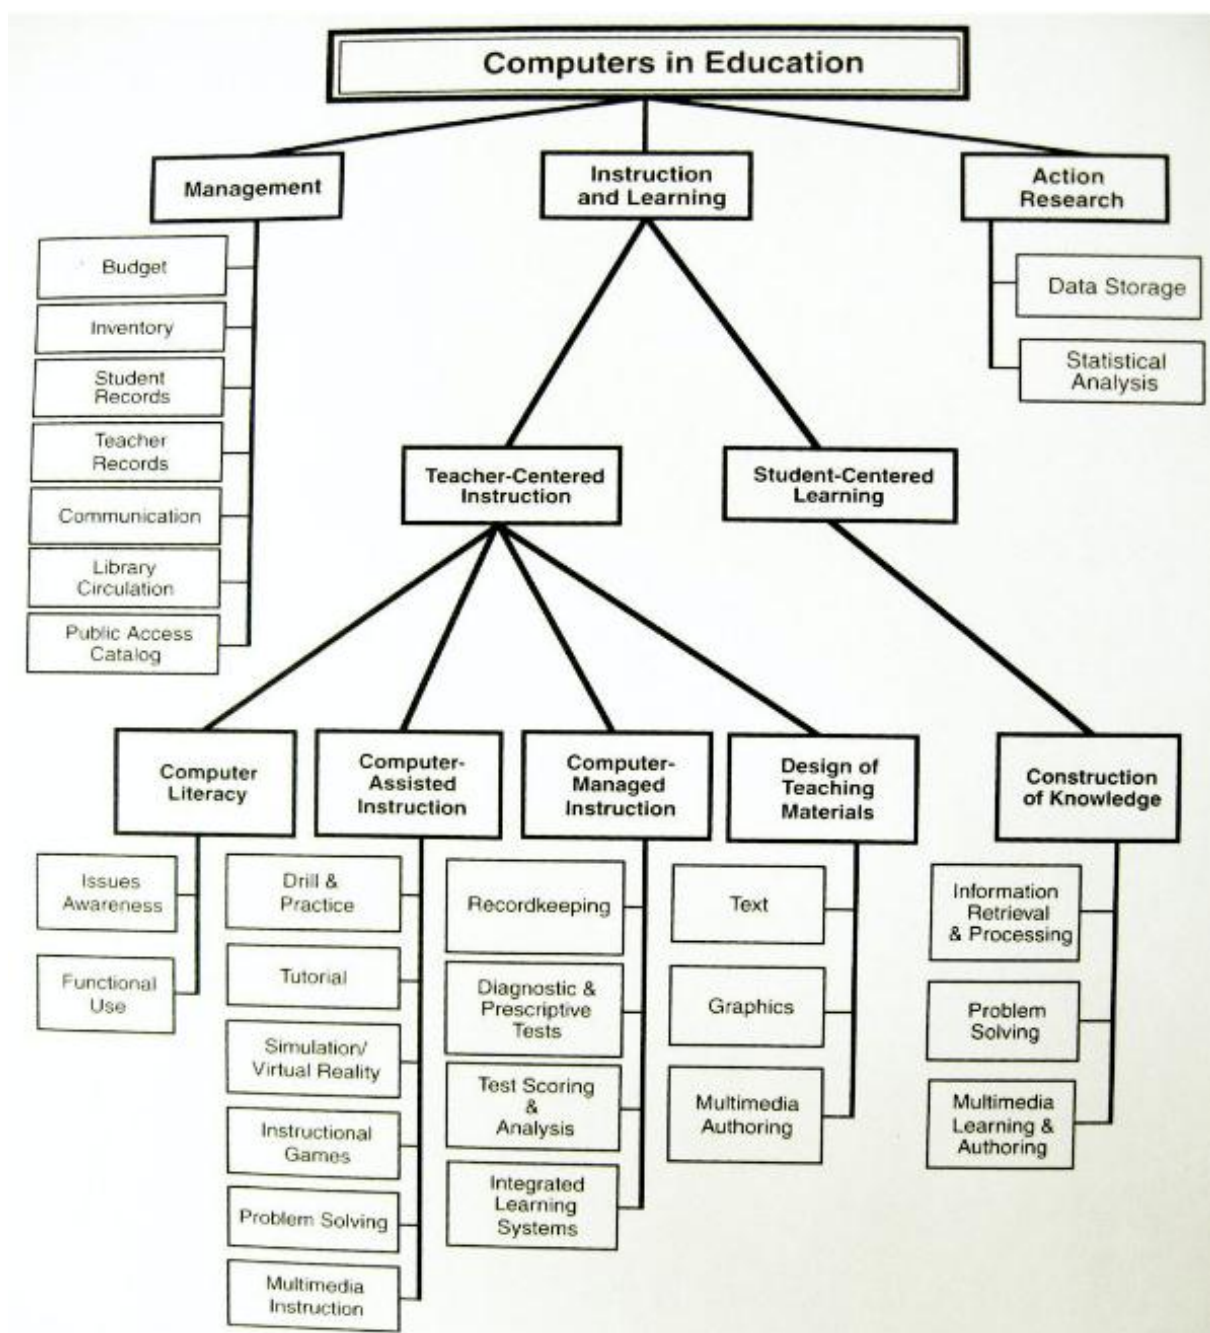 Computers in Education
Management
Instruction
and Learning
Action
Research
Budget
Inventory
Student
Records
Teacher
Records
Communication
Library
Circulation
Public Access
Catalog
Data Storage
Statistical
Analysis
Teacher-Centered
Instruction
Student-Centered
Learning
Computer
Literacy
Computer-
Assisted
Instruction
Computer-
Managed
Instruction
Design of
Teaching
Materials
Construction
of Knowledge
Issues
Awareness
Functional
Use
Drill &
Practice
Tutorial
Simulation/
Virtual Reality
Instructional
Games
Problem Solving
Multimedia
Instruction
Recordkeeping
Diagnostic &
Prescriptive
Tests
Test Scoring
&
Analysis
Integrated
Learning
Systems
Text
Graphics
Multimedia
Authoring
Information
Retrieval
& Processing
Problem
Solving
Multimedia
Learning &
Authoring